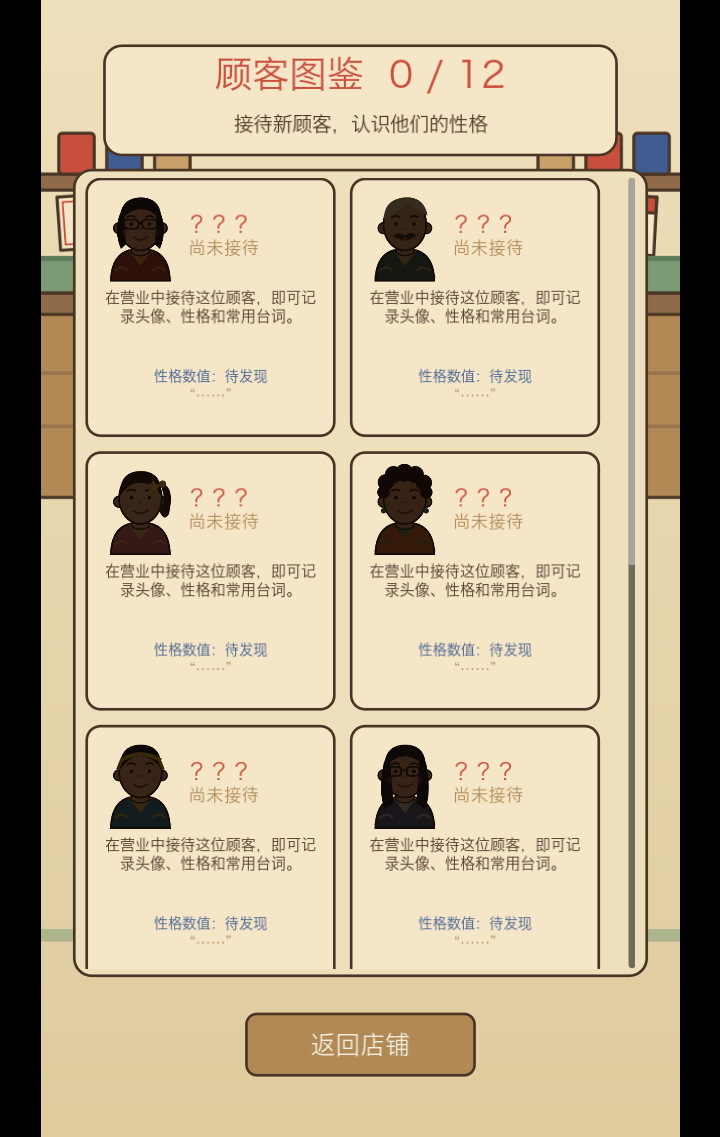 顾客图鉴 0 / 12
接待新顾客，认识他们的性格
？？？
尚未接待
在营业中接待这位顾客，即可记
录头像、性格和常用台词。
性格数值：待发现
“……”
？？？
尚未接待
在营业中接待这位顾客，即可记
录头像、性格和常用台词。
性格数值：待发现
“……”
？？？
尚未接待
在营业中接待这位顾客，即可记
录头像、性格和常用台词。
性格数值：待发现
“……”
？？？
尚未接待
在营业中接待这位顾客，即可记
录头像、性格和常用台词。
性格数值：待发现
“……”
？？？
尚未接待
在营业中接待这位顾客，即可记
录头像、性格和常用台词。
性格数值：待发现
“……”
？？？
尚未接待
在营业中接待这位顾客，即可记
录头像、性格和常用台词。
性格数值：待发现
“……”
返回店铺